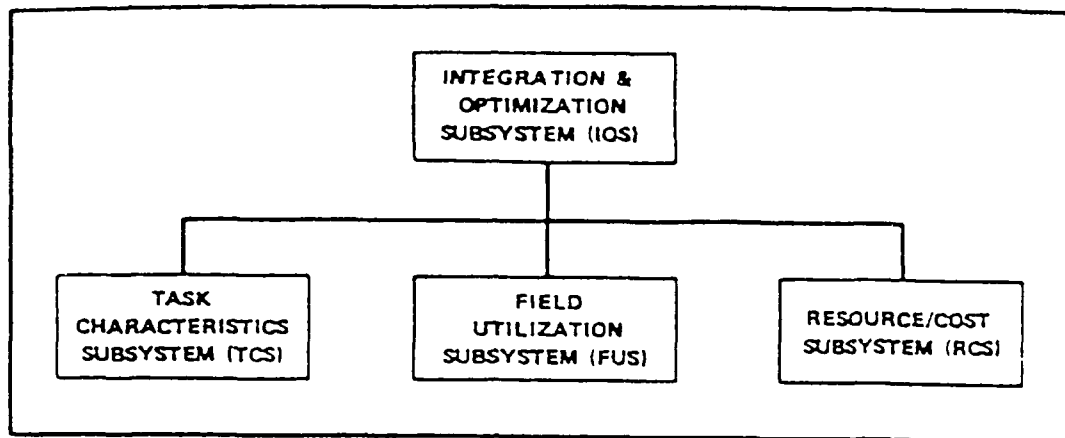 INTEGRATION &
OPTIMIZATION
SUBSYSTEM (IOS)
TASK
CHARACTERISTICS
SUBSYSTEM (TCS)
FIELD
UTILIZATION
SUBSYSTEM (FUS)
RESOURCE/COST
SUBSYSTEM (RCS)